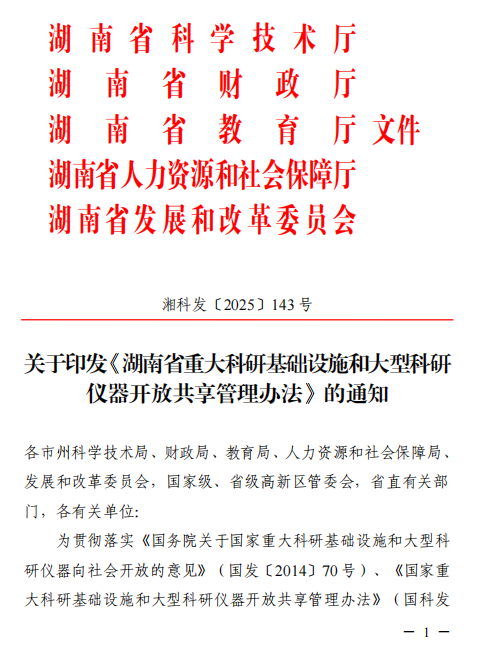 湖南省科学技术厅
湖南省财政厅
湖南省教育厅 文件
湖南省人力资源和社会保障厅
湖南省发展和改革委员会
湘科发〔2025〕143号
关于印发《湖南省重大科研基础设施和大型科研
仪器开放共享管理办法》的通知
各市州科学技术局、财政局、教育局、人力资源和社会保障局、
发展和改革委员会，国家级、省级高新区管委会，省直有关部
门，各有关单位：
为贯彻落实《国务院关于国家重大科研基础设施和大型科
研仪器向社会开放的意见》（国发〔2014〕70号）、《国家重
大科研基础设施和大型科研仪器开放共享管理办法》（国科发
— 1 —